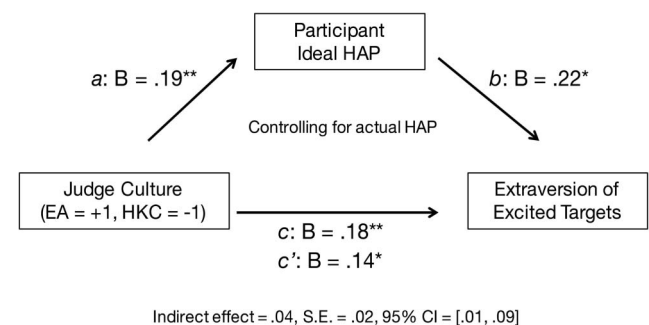 Participant
Ideal HAP
a: B = .19**
b: B = .22*
Controlling for actual HAP
Judge Culture
(EA = +1, HKC = -1)
Extraversion of
Excited Targets
c: B = .18**
c’: B = .14*
Indirect effect = .04, S.E. = .02, 95% CI = [.01, .09]